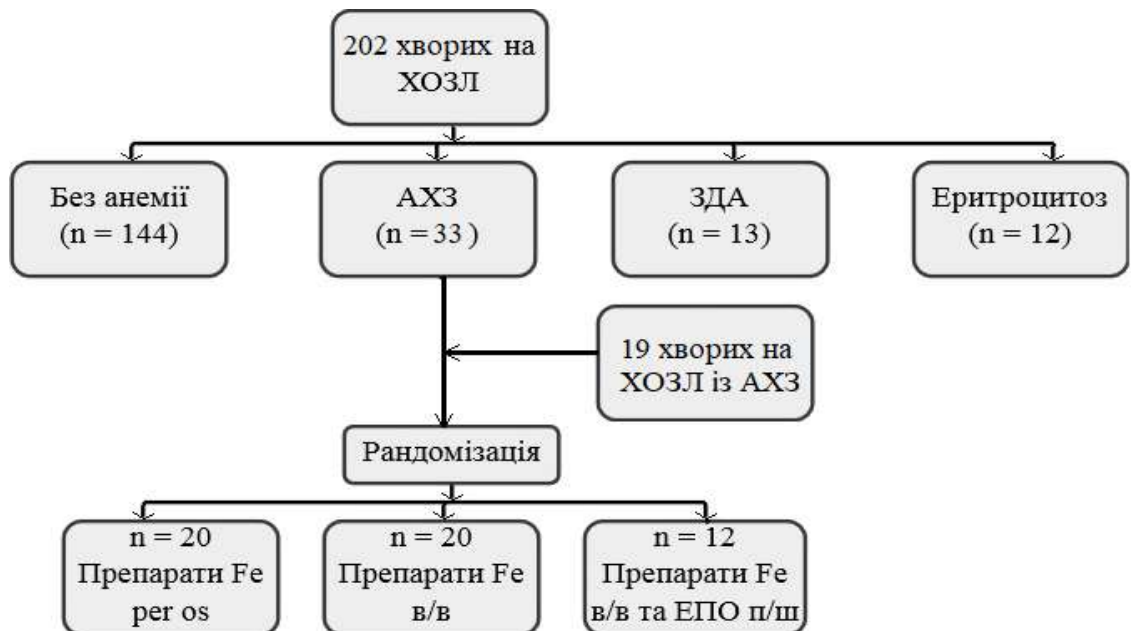 202 хворих на
ХОЗЛ
Без анемії
(n = 144)
АХЗ
(n = 33 )
ЗДА
(n = 13)
Еритроцитоз
(n = 12)
19 хворих на
ХОЗЛ із АХЗ
Рандомізація
n = 20
Препарати Fe
per os
n = 20
Препарати Fe
в/в
n = 12
Препарати Fe
в/в та ЕПО п/ш